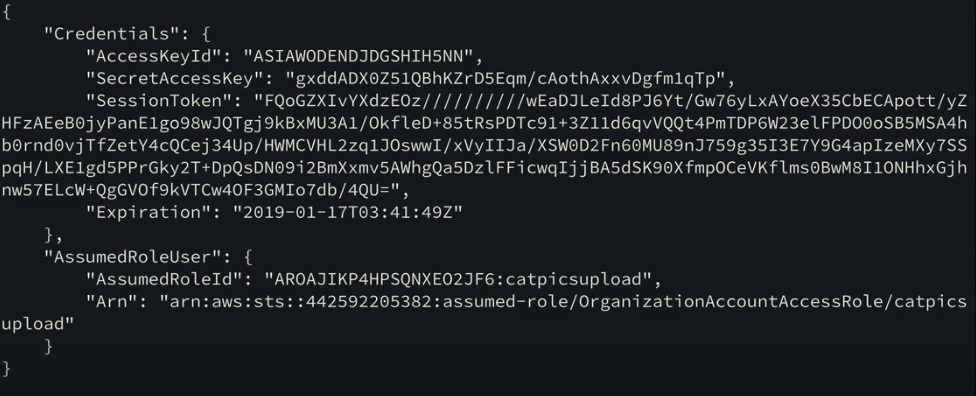 {
"Credentials": {
"AccessKeyId": "ASIAWODENDJDGSHIH5NN",
"SecretAccessKey": "gxddADX0Z51QBhKZrD5Eqm/cAothAxxvDgfm1qTp",
"SessionToken": "FQoGZXIvYXdzEOz//////////wEaDJLeId8PJ6Yt/Gw76yLxAYoeX35CbECApott/yZ
HFzAEeB0jyPanE1go98wJQTgj9kBxMU3A1/OkfleD+85tRsPDTc91+3Z11d6qvVQQt4PmTDP6W23elFPDO0oSB5MSA4h
b0rnd0vjTfZetY4cQCej34Up/HWMCVHL2zq1JOswwI/xVyIIJa/XSW0D2Fn60MU89nJ759g35I3E7Y9G4apIzeMXy7SS
pqH/LXE1gd5PPrGky2T+DpQsDN09i2BmXxmv5AWhgQa5DzlFFicwqIjjBA5dSK90XfmpOCeVKflms0BwM8I1ONHhxGjh
nw57ELcW+QgGVOf9kVTCw4OF3GMIo7db/4QU=",
"Expiration": "2019-01-17T03:41:49Z"
},
"AssumedRoleUser": {
"AssumedRoleId": "AROAJIKP4HPSQNXEO2JF6:catpicsupload",
"Arn": "arn:aws:sts::442592205382:assumed-role/OrganizationAccountAccessRole/catpics
upload"
}
}